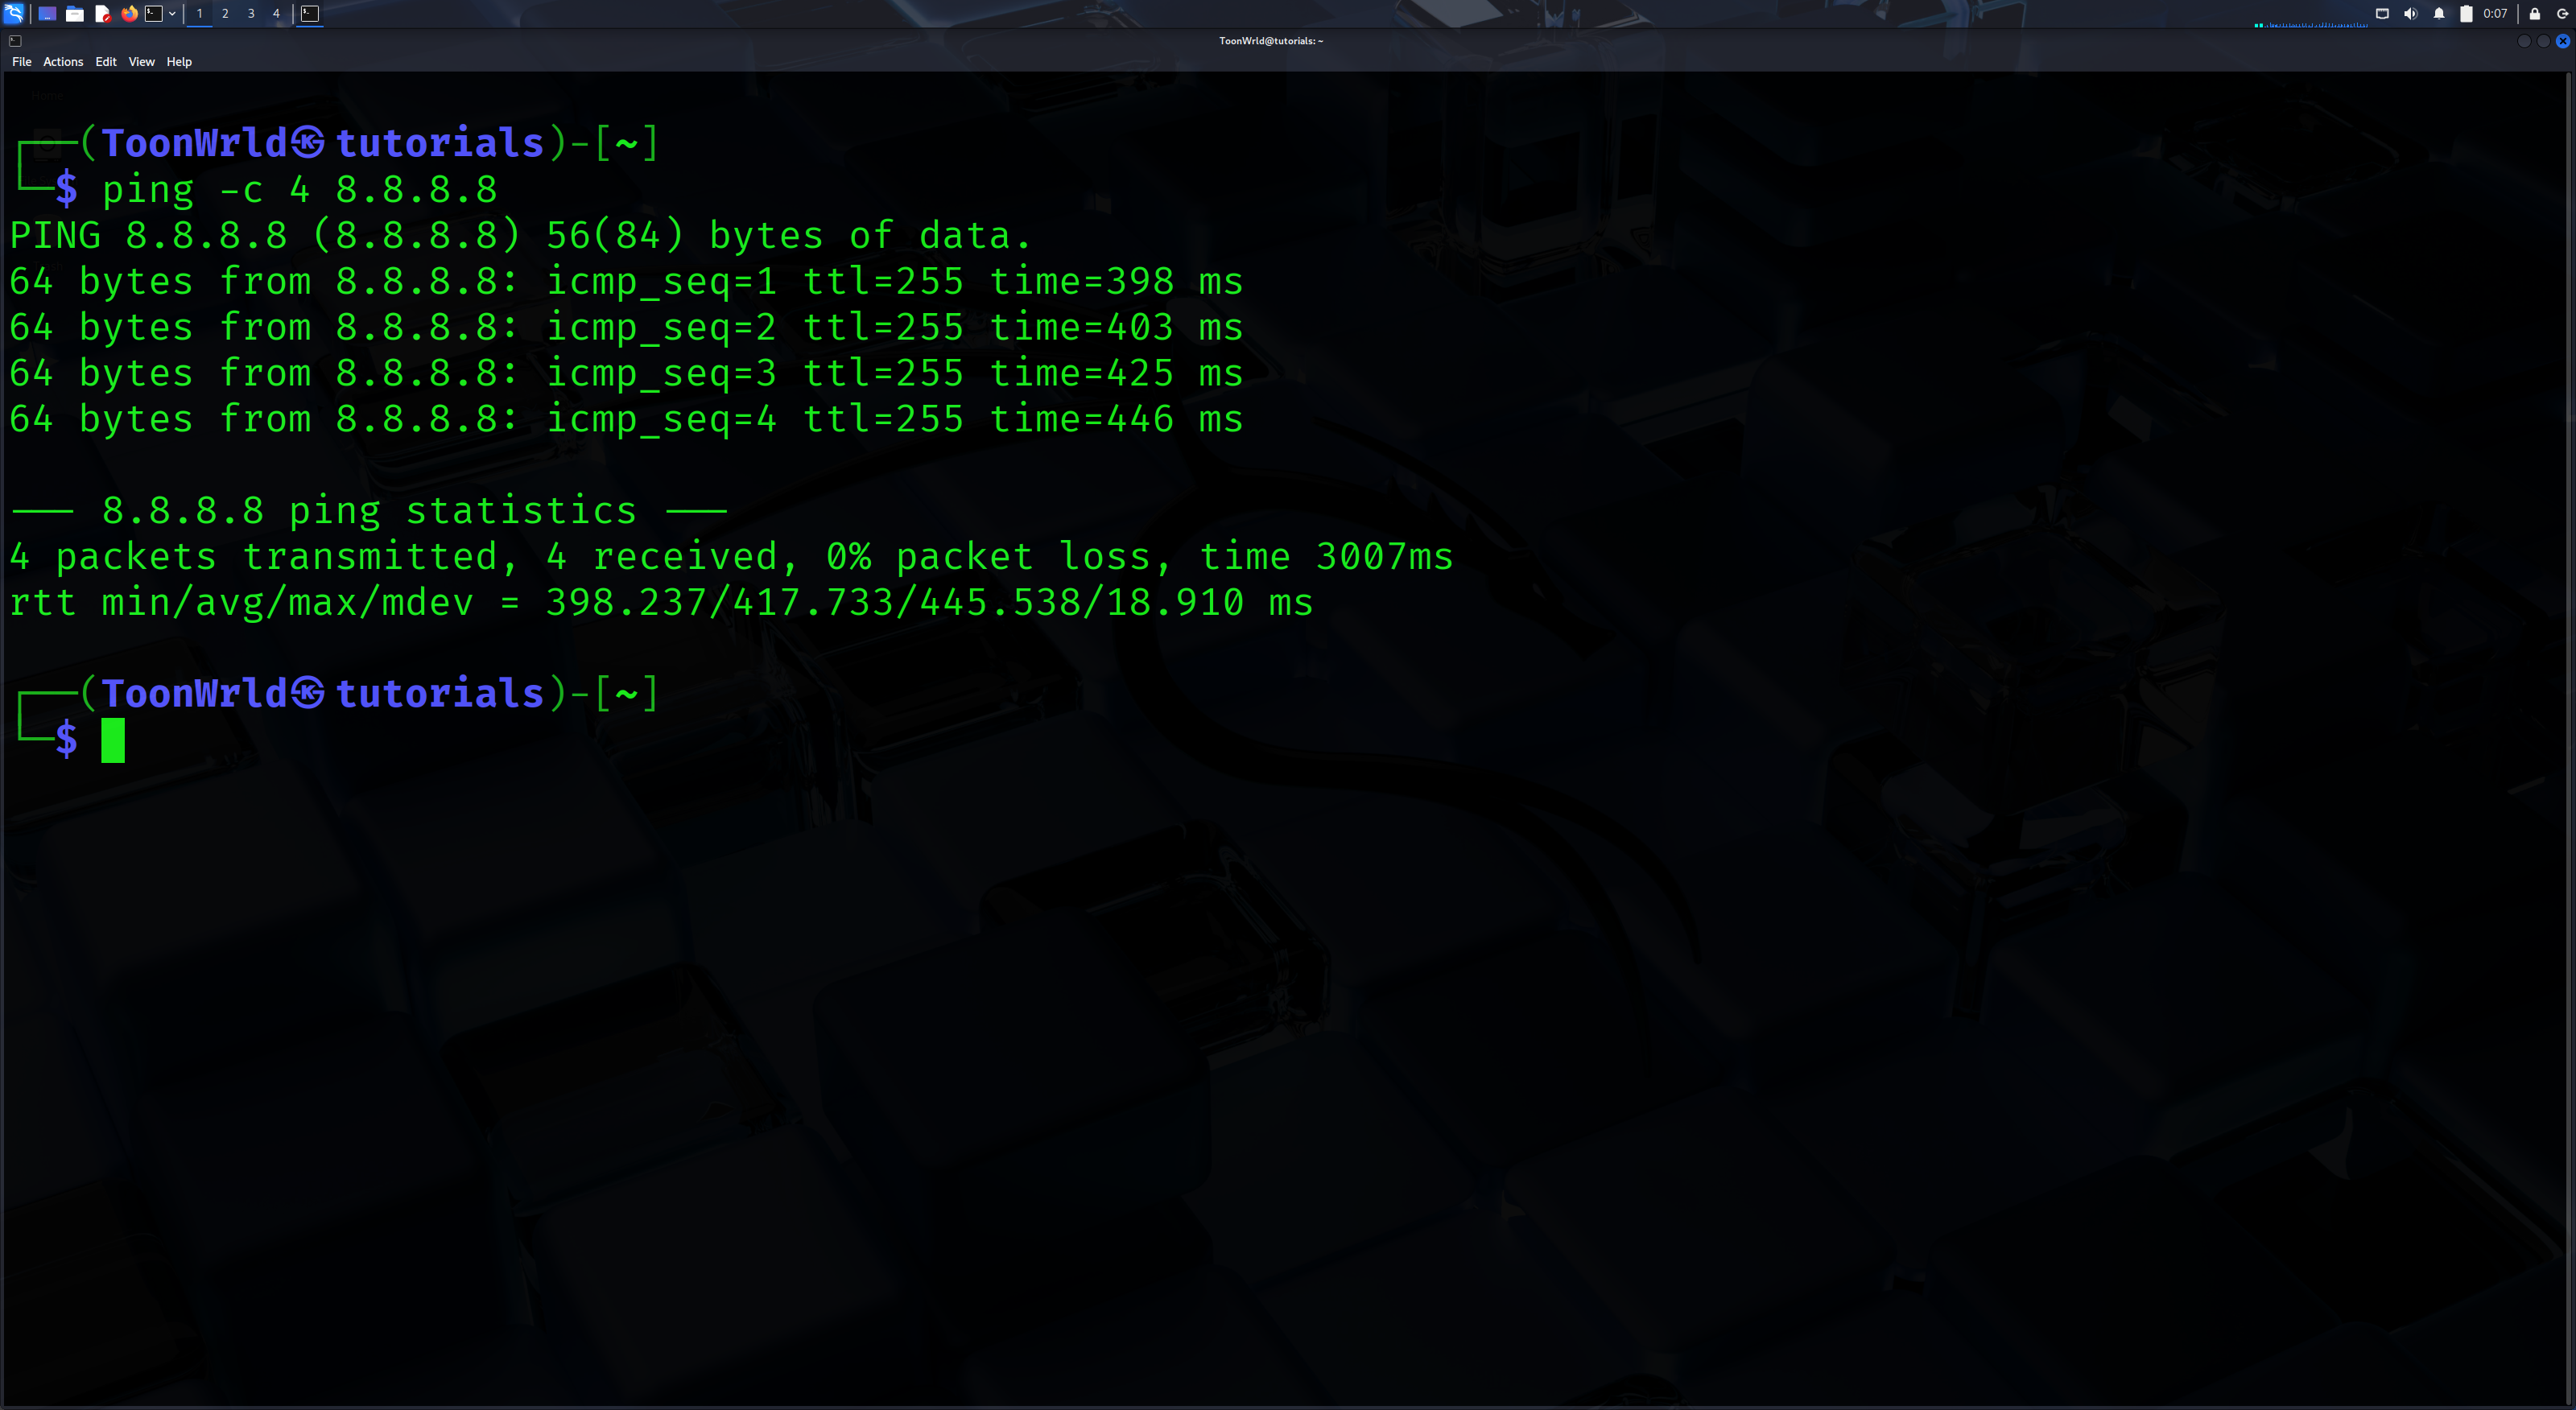 1 2 3 4 0:07
ToonWrld@tutorials: ~
File Actions Edit View Help
Home
┌──(ToonWrld㉿tutorials)-[~]
└─$ ping -c 4 8.8.8.8
PING 8.8.8.8 (8.8.8.8) 56(84) bytes of data.
64 bytes from 8.8.8.8: icmp_seq=1 ttl=255 time=398 ms
64 bytes from 8.8.8.8: icmp_seq=2 ttl=255 time=403 ms
64 bytes from 8.8.8.8: icmp_seq=3 ttl=255 time=425 ms
64 bytes from 8.8.8.8: icmp_seq=4 ttl=255 time=446 ms
--- 8.8.8.8 ping statistics ---
4 packets transmitted, 4 received, 0% packet loss, time 3007ms
rtt min/avg/max/mdev = 398.237/417.733/445.538/18.910 ms
┌──(ToonWrld㉿tutorials)-[~]
└─$